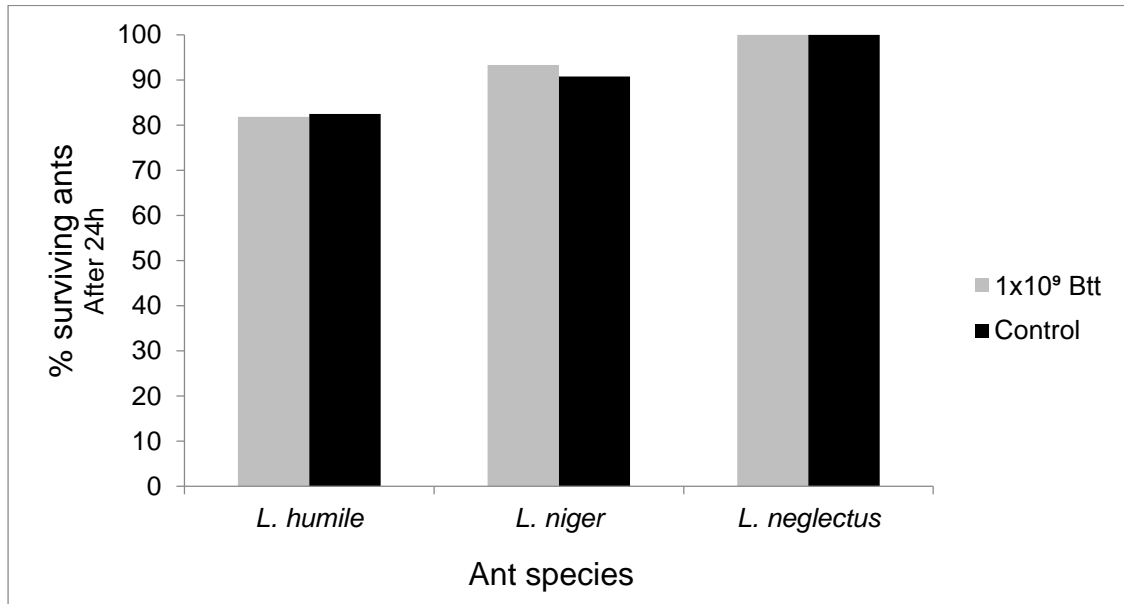 100
90
80
70
60
50
40
30
20
10
0
% surviving ants
After 24h
L. humile
L. niger
L. neglectus
Ant species
1x10⁹ Btt
Control